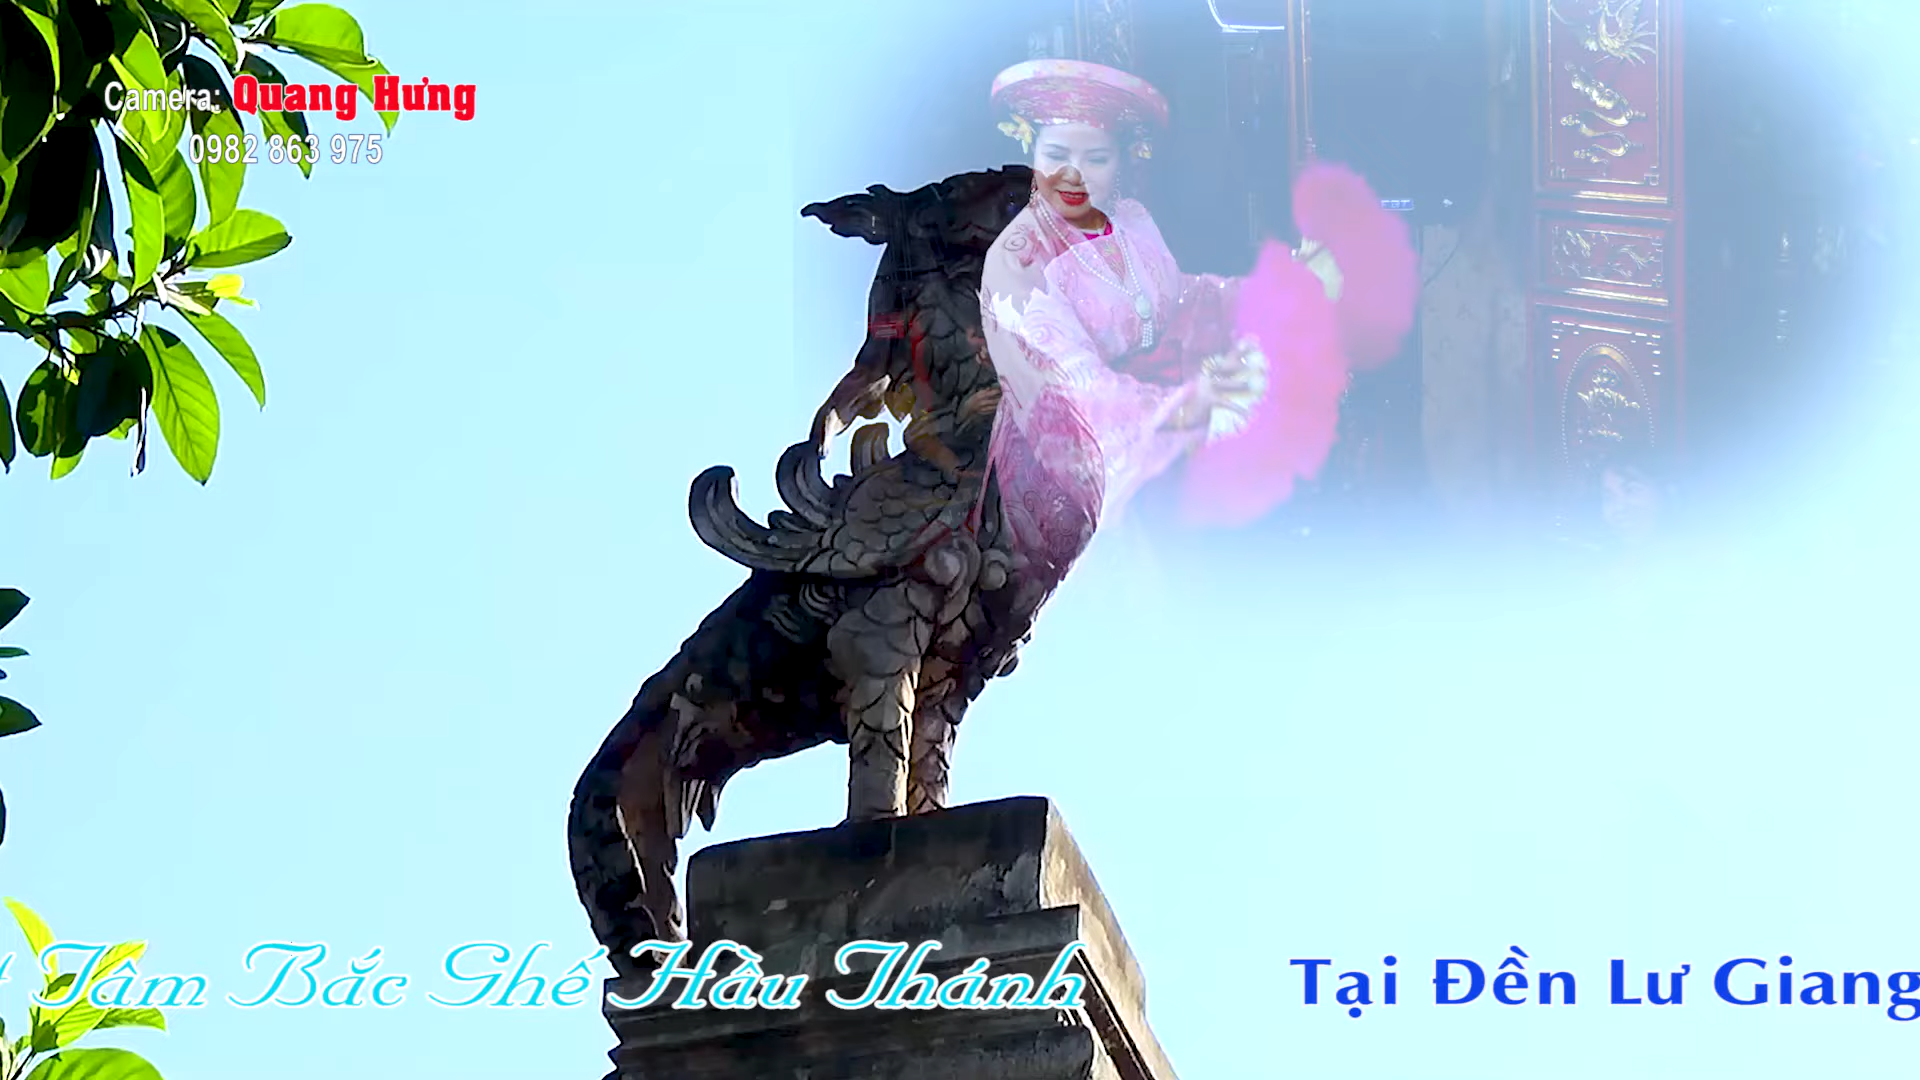 Camera: Quang Hưng
0982 863 975
Tâm Bắc Ghế Hầu Thánh Tại Đền Lư Giang